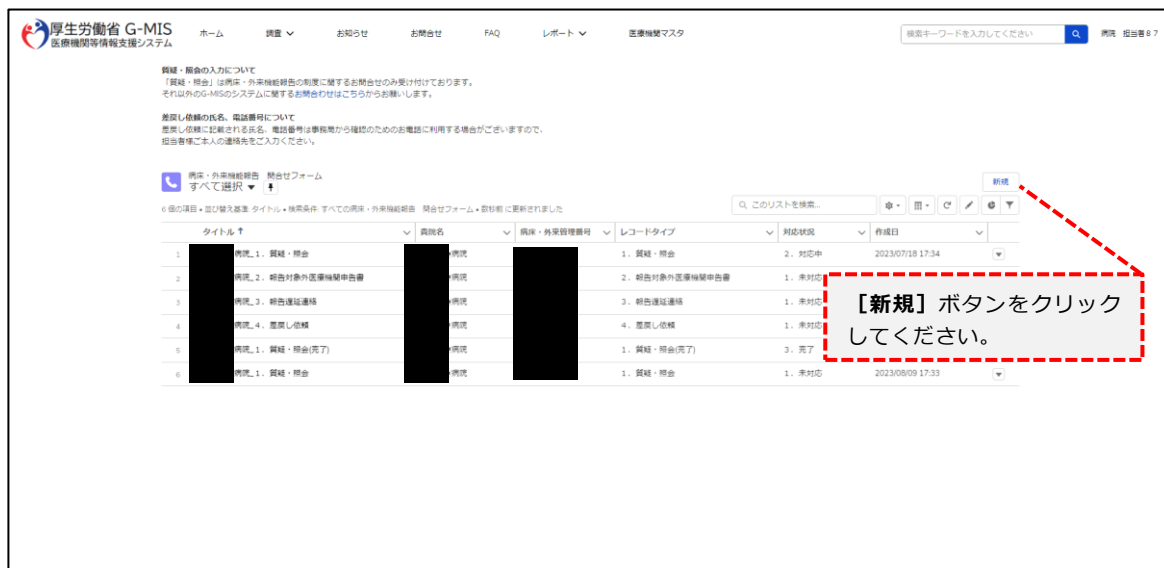 厚生労働省 G-MIS
医療機関等情報支援システム
ホーム 調査 お知らせ お問合せ FAQ レポート 医療機関マスタ 検索キーワードを入力してください 病院 担当者87
質疑・照会の入力について
「質疑・照会」は病床・外来機能報告の制度に関するお問合せのみ受け付けております。
それ以外のG-MISのシステムに関するお問合わせはこちらからお願いします。
差戻し依頼の氏名、電話番号について
差戻し依頼に記載される氏名、電話番号は事務局から確認のためのお電話に利用する場合がございますので、
担当者様ご本人の連絡先をご入力ください。
病床・外来機能報告 問合せフォーム
すべて選択
新規
6 個の項目 • 並び替え基準: タイトル • 検索条件: すべての病床・外来機能報告 問合せフォーム • 数秒前 に更新されました
このリストを検索...
タイトル ↑ 貴院名 病床・外来管理番号 レコードタイプ 対応状況 作成日
1 病院_1．質疑・照会 病院 1．質疑・照会 2．対応中 2023/07/18 17:34
2 病院_2．報告対象外医療機関申告書 病院 2．報告対象外医療機関申告書 1．未対応
3 病院_3．報告遅延連絡 病院 3．報告遅延連絡 1．未対応
4 病院_4．差戻し依頼 病院 4．差戻し依頼 1．未対応
5 病院_1．質疑・照会(完了) 病院 1．質疑・照会(完了) 3．完了
6 病院_1．質疑・照会 病院 1．質疑・照会 1．未対応 2023/08/09 17:33
［新規］ボタンをクリック
してください。